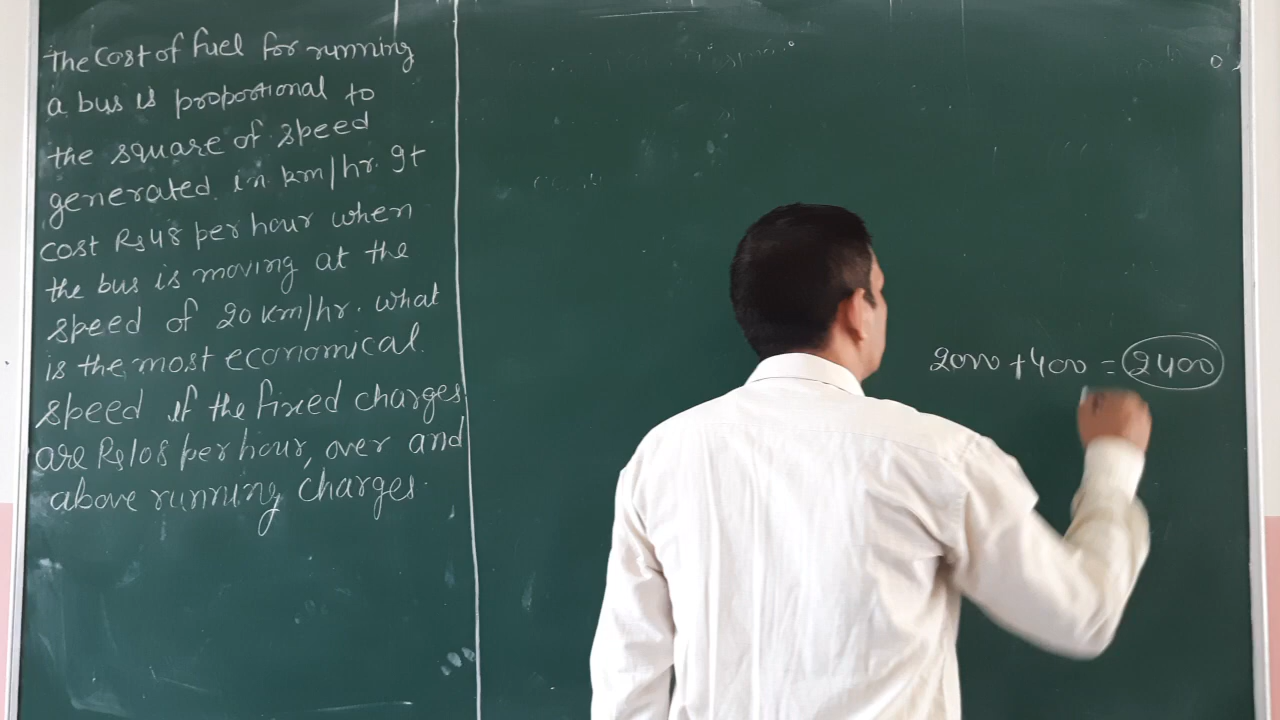 The Cost of fuel for running
a bus is proportional to
the square of speed
generated in km/hr. It
cost Rs 48 per hour when
the bus is moving at the
speed of 20 km/hr. what
is the most economical
speed if the fixed charges
are Rs 108 per hour, over and
above running charges.
2000 + 400 = 2400